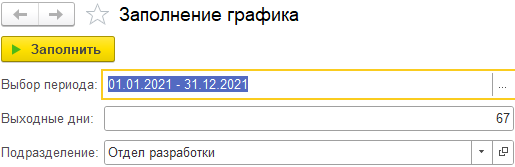 Заполнение графика
Заполнить
Выбор периода: 01.01.2021 - 31.12.2021 ...
Выходные дни: 67
Подразделение: Отдел разработки